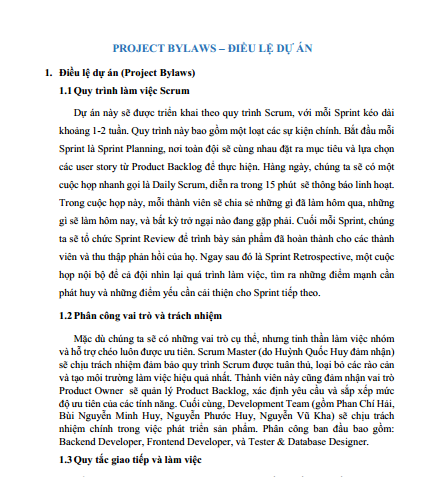 PROJECT BYLAWS – ĐIỀU LỆ DỰ ÁN
1. Điều lệ dự án (Project Bylaws)
1.1 Quy trình làm việc Scrum
Dự án này sẽ được triển khai theo quy trình Scrum, với mỗi Sprint kéo dài
khoảng 1-2 tuần. Quy trình này bao gồm một loạt các sự kiện chính. Bắt đầu mỗi
Sprint là Sprint Planning, nơi toàn đội sẽ cùng nhau đặt ra mục tiêu và lựa chọn
các user story từ Product Backlog để thực hiện. Hàng ngày, chúng ta sẽ có một
cuộc họp nhanh gọi là Daily Scrum, diễn ra trong 15 phút sẽ thông báo linh hoạt.
Trong cuộc họp này, mỗi thành viên sẽ chia sẻ những gì đã làm hôm qua, những
gì sẽ làm hôm nay, và bất kỳ trở ngại nào đang gặp phải. Cuối mỗi Sprint, chúng
ta sẽ tổ chức Sprint Review để trình bày sản phẩm đã hoàn thành cho các thành
viên và thu thập phản hồi của họ. Ngay sau đó là Sprint Retrospective, một cuộc
họp nội bộ để cả đội nhìn lại quá trình làm việc, tìm ra những điểm mạnh cần
phát huy và những điểm yếu cần cải thiện cho Sprint tiếp theo.
1.2 Phân công vai trò và trách nhiệm
Mặc dù chúng ta sẽ có những vai trò cụ thể, nhưng tinh thần làm việc nhóm
và hỗ trợ chéo luôn được ưu tiên. Scrum Master (do Huỳnh Quốc Huy đảm nhận)
sẽ chịu trách nhiệm đảm bảo quy trình Scrum được tuân thủ, loại bỏ các rào cản
và tạo môi trường làm việc hiệu quả nhất. Thành viên này cũng đảm nhận vai trò
Product Owner sẽ quản lý Product Backlog, xác định yêu cầu và sắp xếp mức
độ ưu tiên của các tính năng. Cuối cùng, Development Team (gồm Phan Chí Hải,
Bùi Nguyễn Minh Huy, Nguyễn Phước Huy, Nguyễn Vũ Kha) sẽ chịu trách
nhiệm chính trong việc phát triển sản phẩm. Phân công ban đầu bao gồm:
Backend Developer, Frontend Developer, và Tester & Database Designer.
1.3 Quy tắc giao tiếp và làm việc